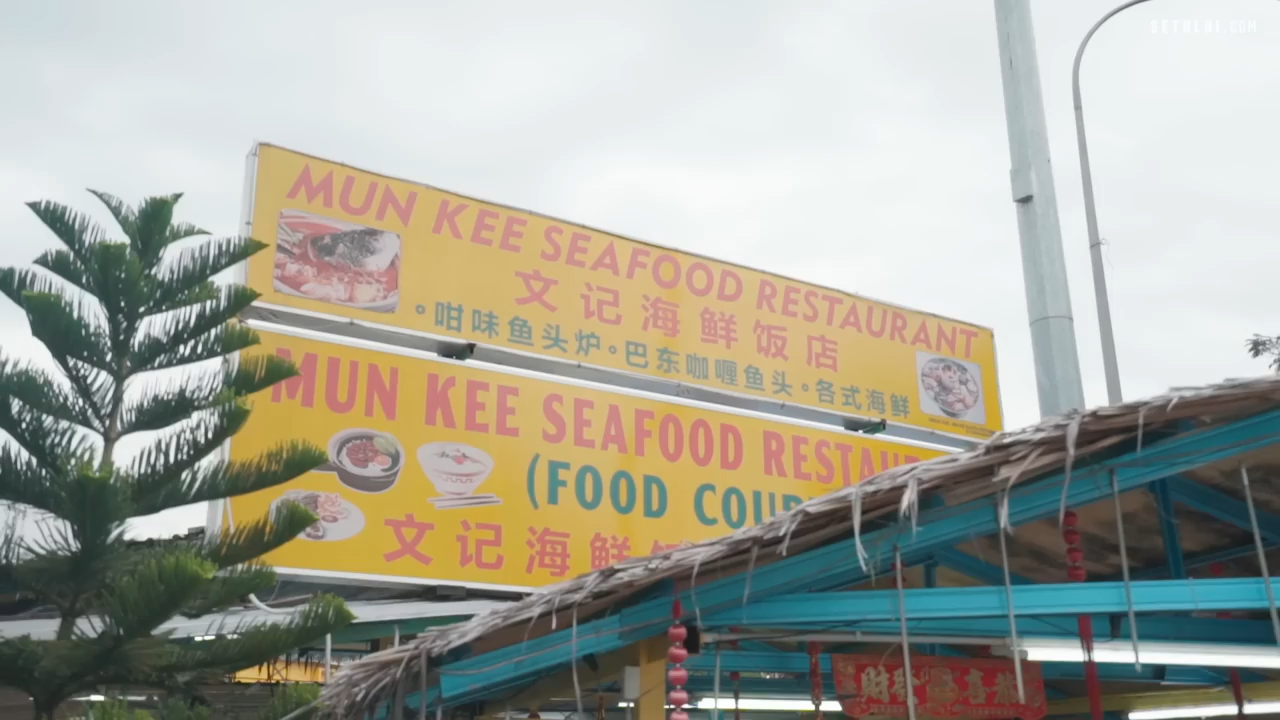 SETHLUI.COM
MUN KEE SEAFOOD RESTAURANT
文记海鲜饭店
。咁味鱼头炉。巴东咖喱鱼头。各式海鲜
MUN KEE SEAFOOD RESTAU
(FOOD COUR
文记海鲜